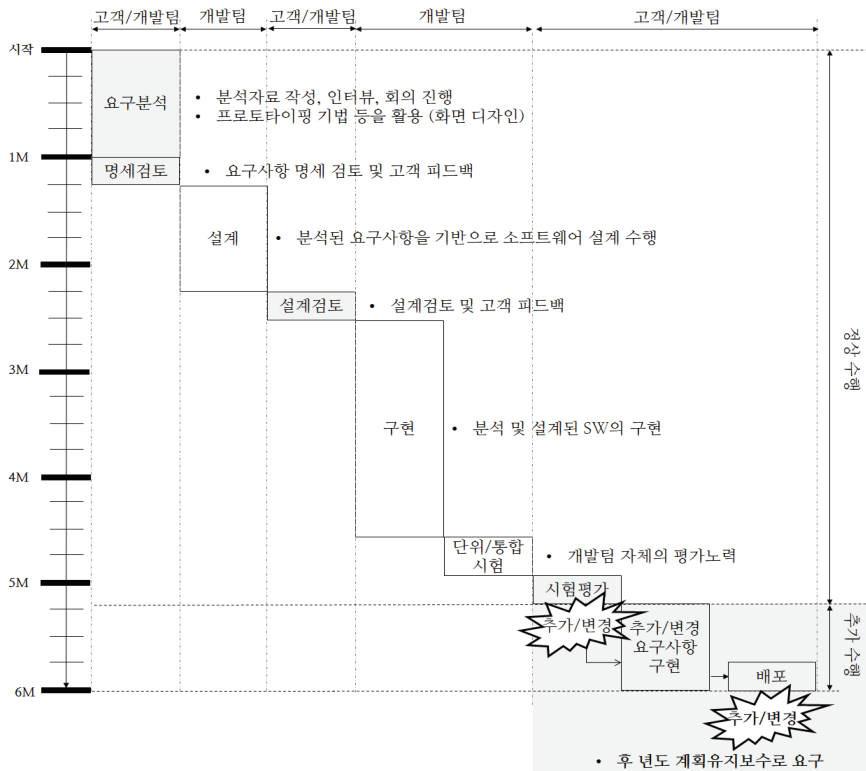 고객/개발팀 개발팀 고객/개발팀 개발팀 고객/개발팀
시작
요구분석
• 분석자료 작성, 인터뷰, 회의 진행
• 프로토타이핑 기법 등을 활용 (화면 디자인)
1M
명세검토
• 요구사항 명세 검토 및 고객 피드백
설계
• 분석된 요구사항을 기반으로 소프트웨어 설계 수행
2M
설계검토
• 설계검토 및 고객 피드백
정상 수행
3M
구현
• 분석 및 설계된 SW의 구현
4M
단위/통합
시험
• 개발팀 자체의 평가노력
5M
시험평가
추가/변경
추가/변경
요구사항
구현
추가 수행
배포
6M
추가/변경
• 후 년도 계획유지보수로 요구